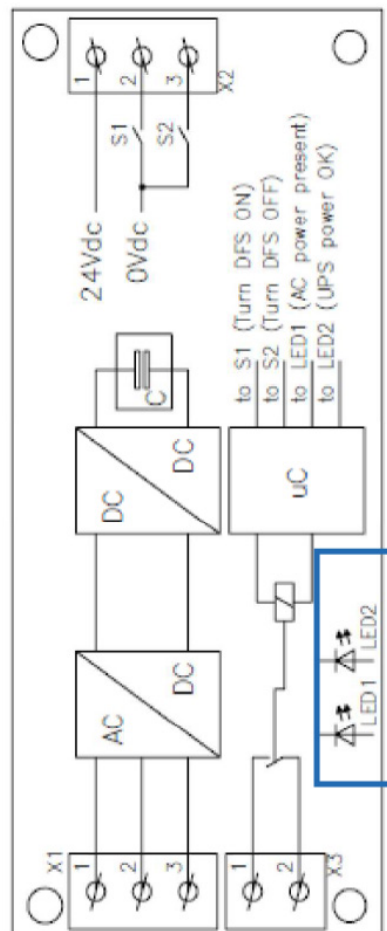 1
2
3
X2
S1
S2
24Vdc
0Vdc
C
DC
DC
to S1 (Turn DFS ON)
to S2 (Turn DFS OFF)
to LED1 (AC power present)
to LED2 (UPS power OK)
uC
AC
DC
LED1
LED2
X1
1
2
3
1
2
X3